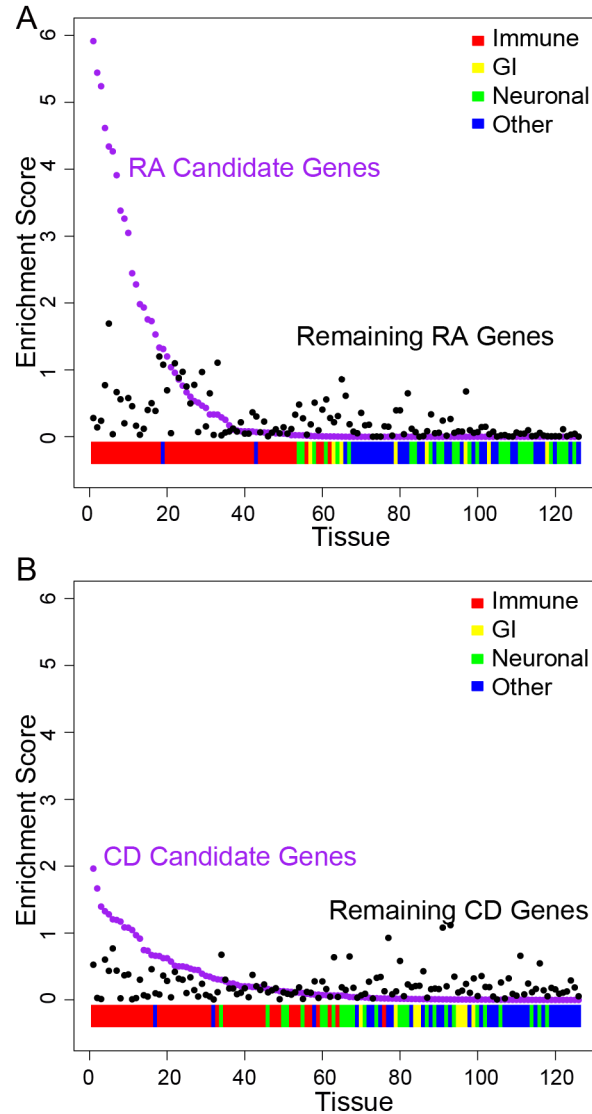 A
Immune
GI
Neuronal
Other
RA Candidate Genes
Remaining RA Genes
Enrichment Score
6
5
4
3
2
1
0
0 20 40 60 80 100 120
Tissue
B
Immune
GI
Neuronal
Other
CD Candidate Genes
Remaining CD Genes
Enrichment Score
6
5
4
3
2
1
0
0 20 40 60 80 100 120
Tissue